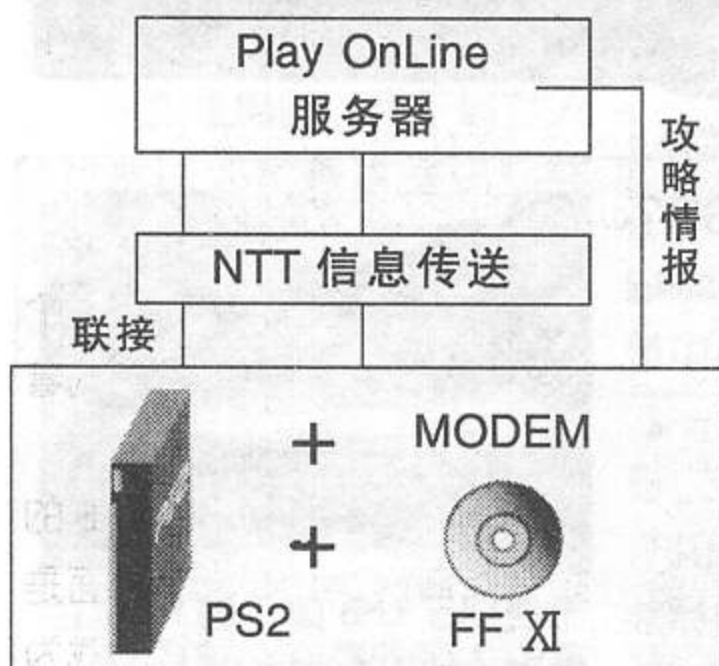 Play OnLine
服务器
攻略情报
NTT 信息传送
联接
+ MODEM
+
PS2
FF XI